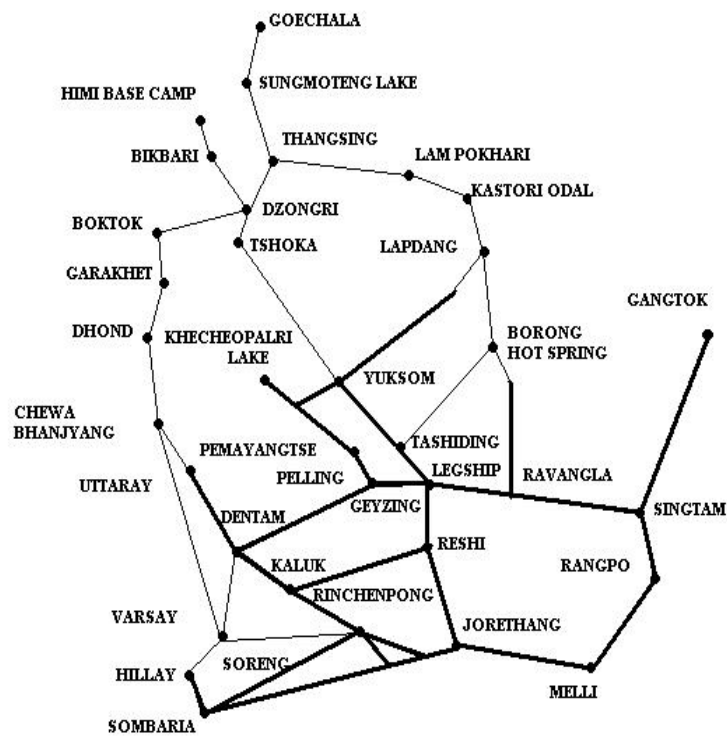 GOECHALA
SUNGMOTENG LAKE
HIMI BASE CAMP
THANGSING
BIKBARI
LAM POKHARI
KASTORI ODAL
DZONGRI
BOKTOK
TSHOKA
LAPDANG
GARAKHET
GANGTOK
DHOND
KHECHEOPALRI
LAKE
BORONG
HOT SPRING
YUKSOM
CHEWA
BHANJYANG
PEMAYANGTSE
TASHIDING
PELLING
LEGSHIP
UTTARAY
RAVANGLA
GEYZING
SINGTAM
DENTAM
RESHI
KALUK
RANGPO
RINCHENPONG
VARSAY
JORETHANG
SORENG
HILLAY
MELLI
SOMBARIA